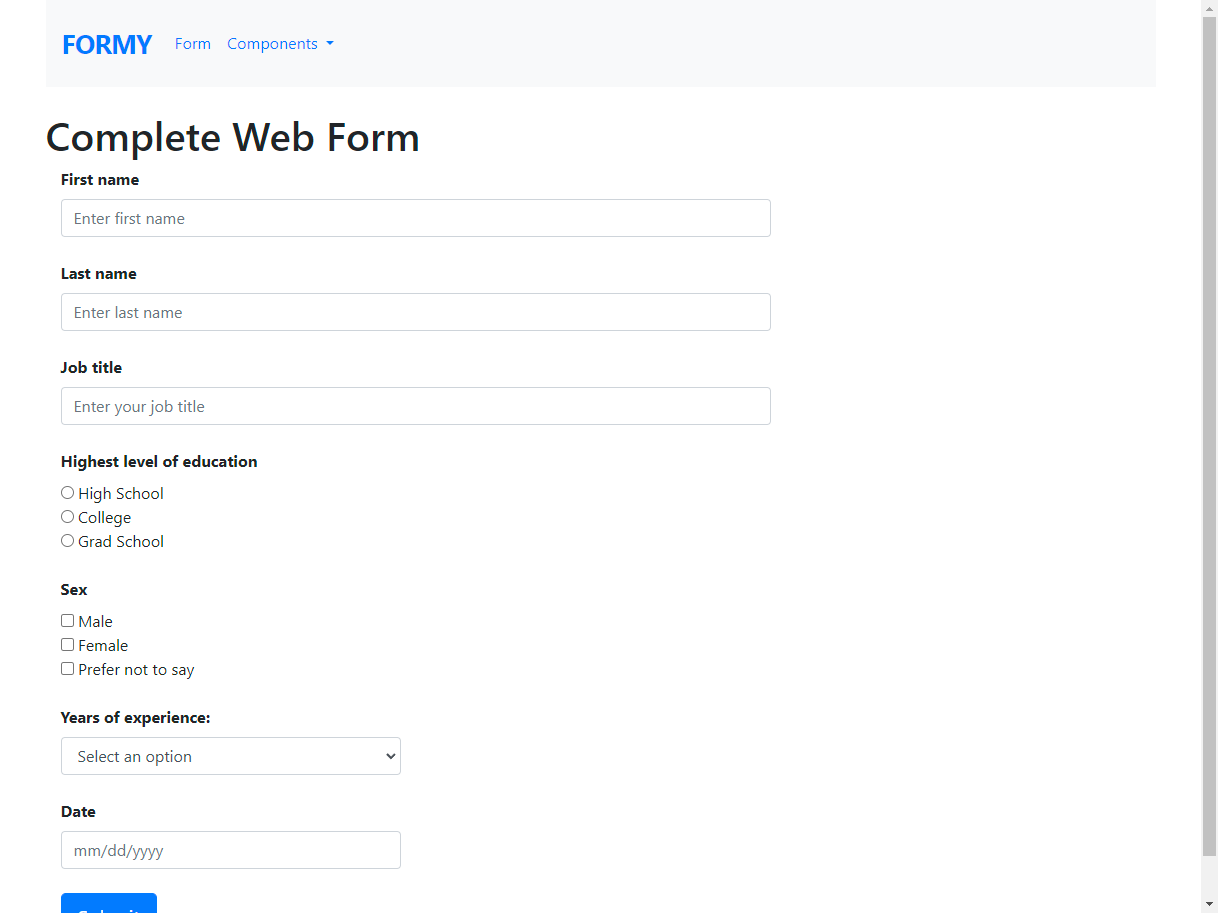 FORMY Form Components
Complete Web Form
First name
Enter first name
Last name
Enter last name
Job title
Enter your job title
Highest level of education
High School
College
Grad School
Sex
Male
Female
Prefer not to say
Years of experience:
Select an option
Date
mm/dd/yyyy
Submit